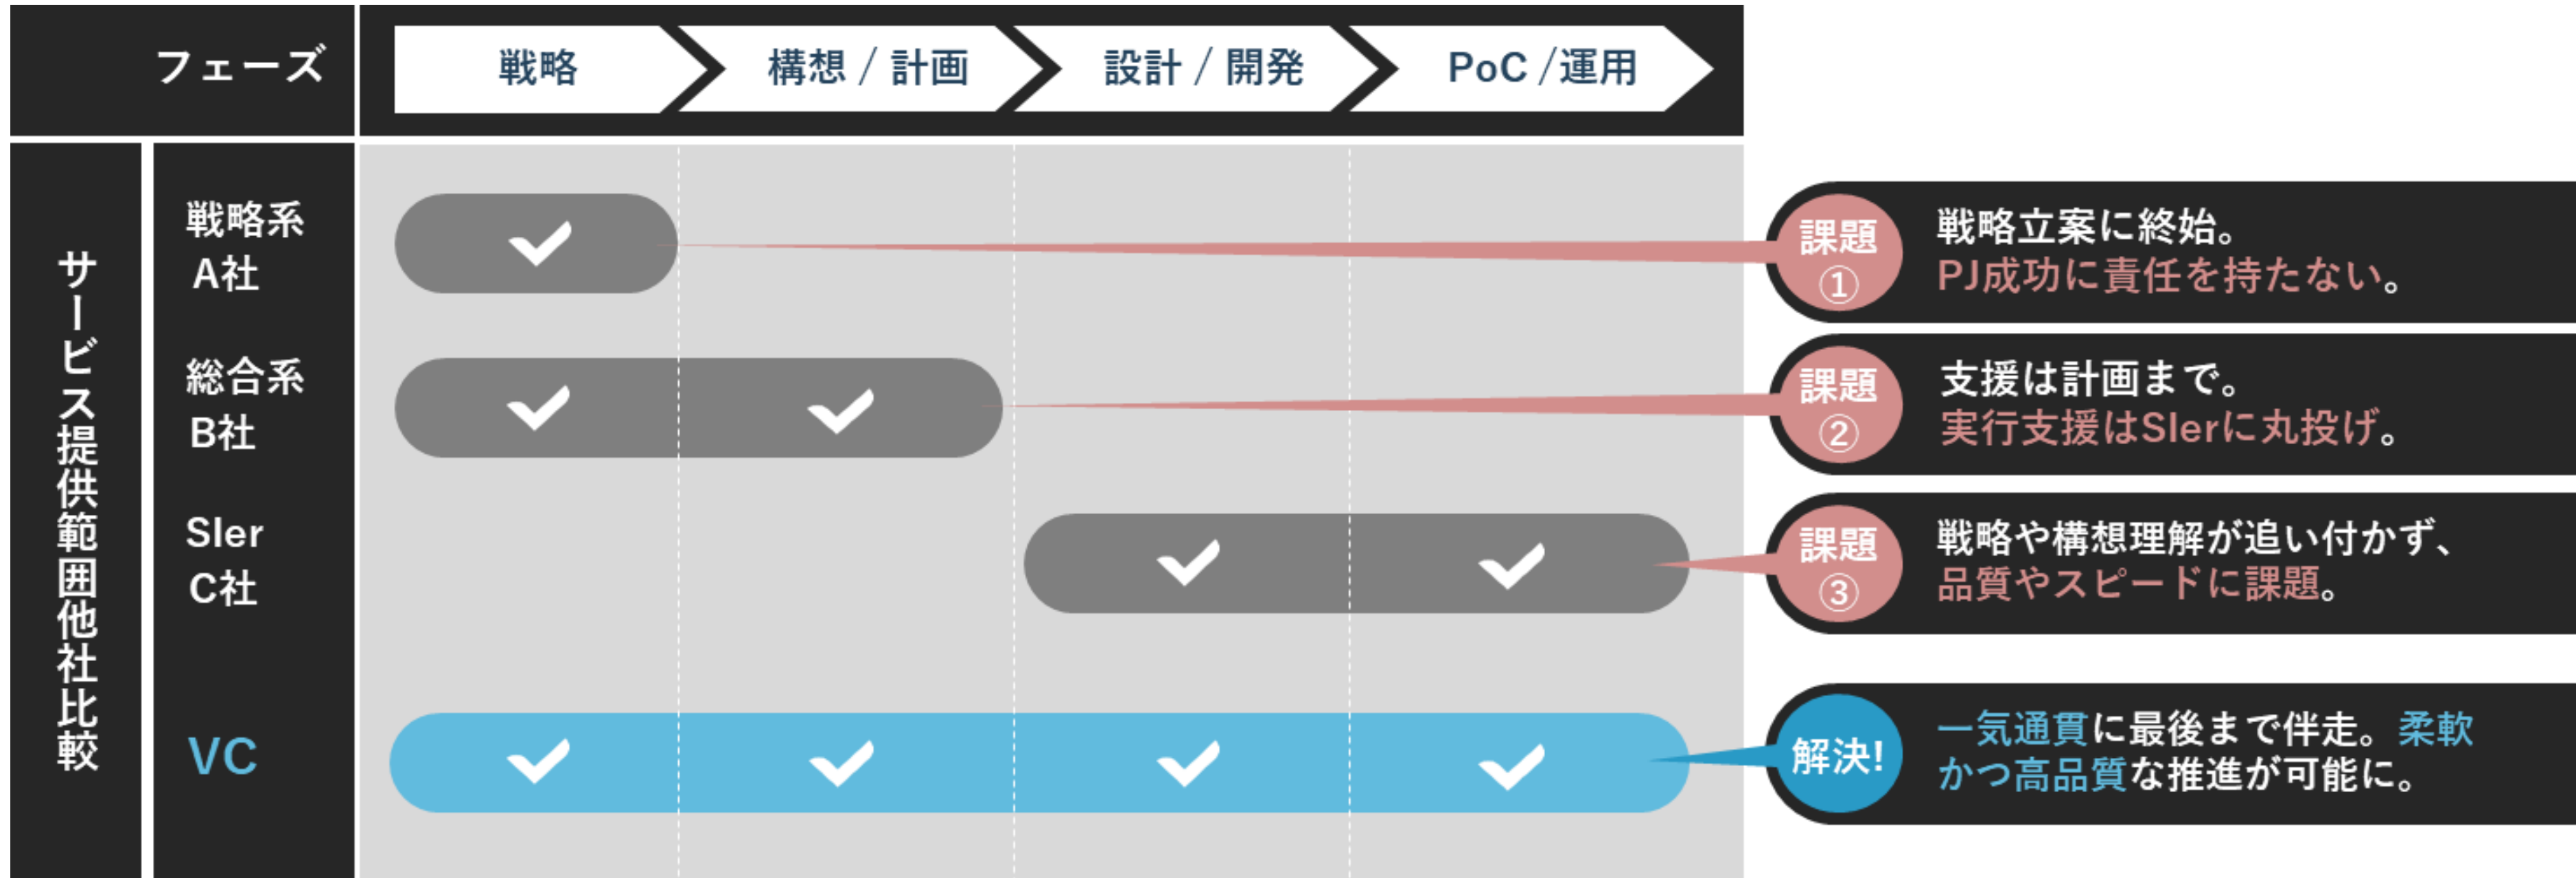 フェーズ
戦略
構想 / 計画
設計 / 開発
PoC /運用
サービス提供範囲他社比較
戦略系
A社
課題
①
戦略立案に終始。
PJ成功に責任を持たない。
総合系
B社
課題
②
支援は計画まで。
実行支援はSIerに丸投げ。
SIer
C社
課題
③
戦略や構想理解が追い付かず、
品質やスピードに課題。
VC
解決!
一気通貫に最後まで伴走。柔軟
かつ高品質な推進が可能に。